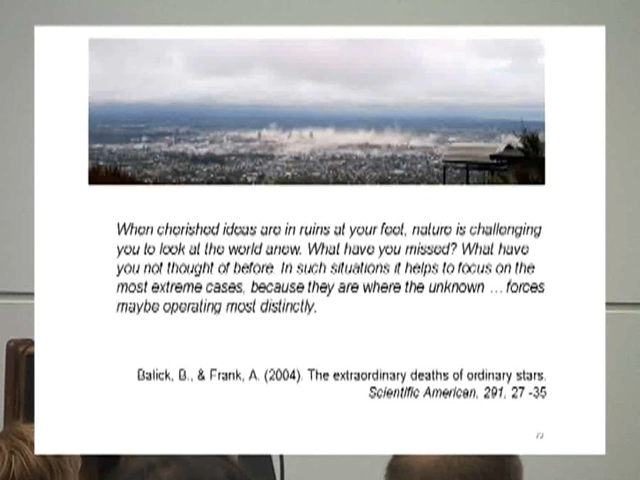 When cherished ideas are in ruins at your feet, nature is challenging
you to look at the world anew. What have you missed? What have
you not thought of before. In such situations it helps to focus on the
most extreme cases, because they are where the unknown … forces
maybe operating most distinctly.
Balick, B., & Frank, A. (2004). The extraordinary deaths of ordinary stars.
Scientific American, 291, 27 -35